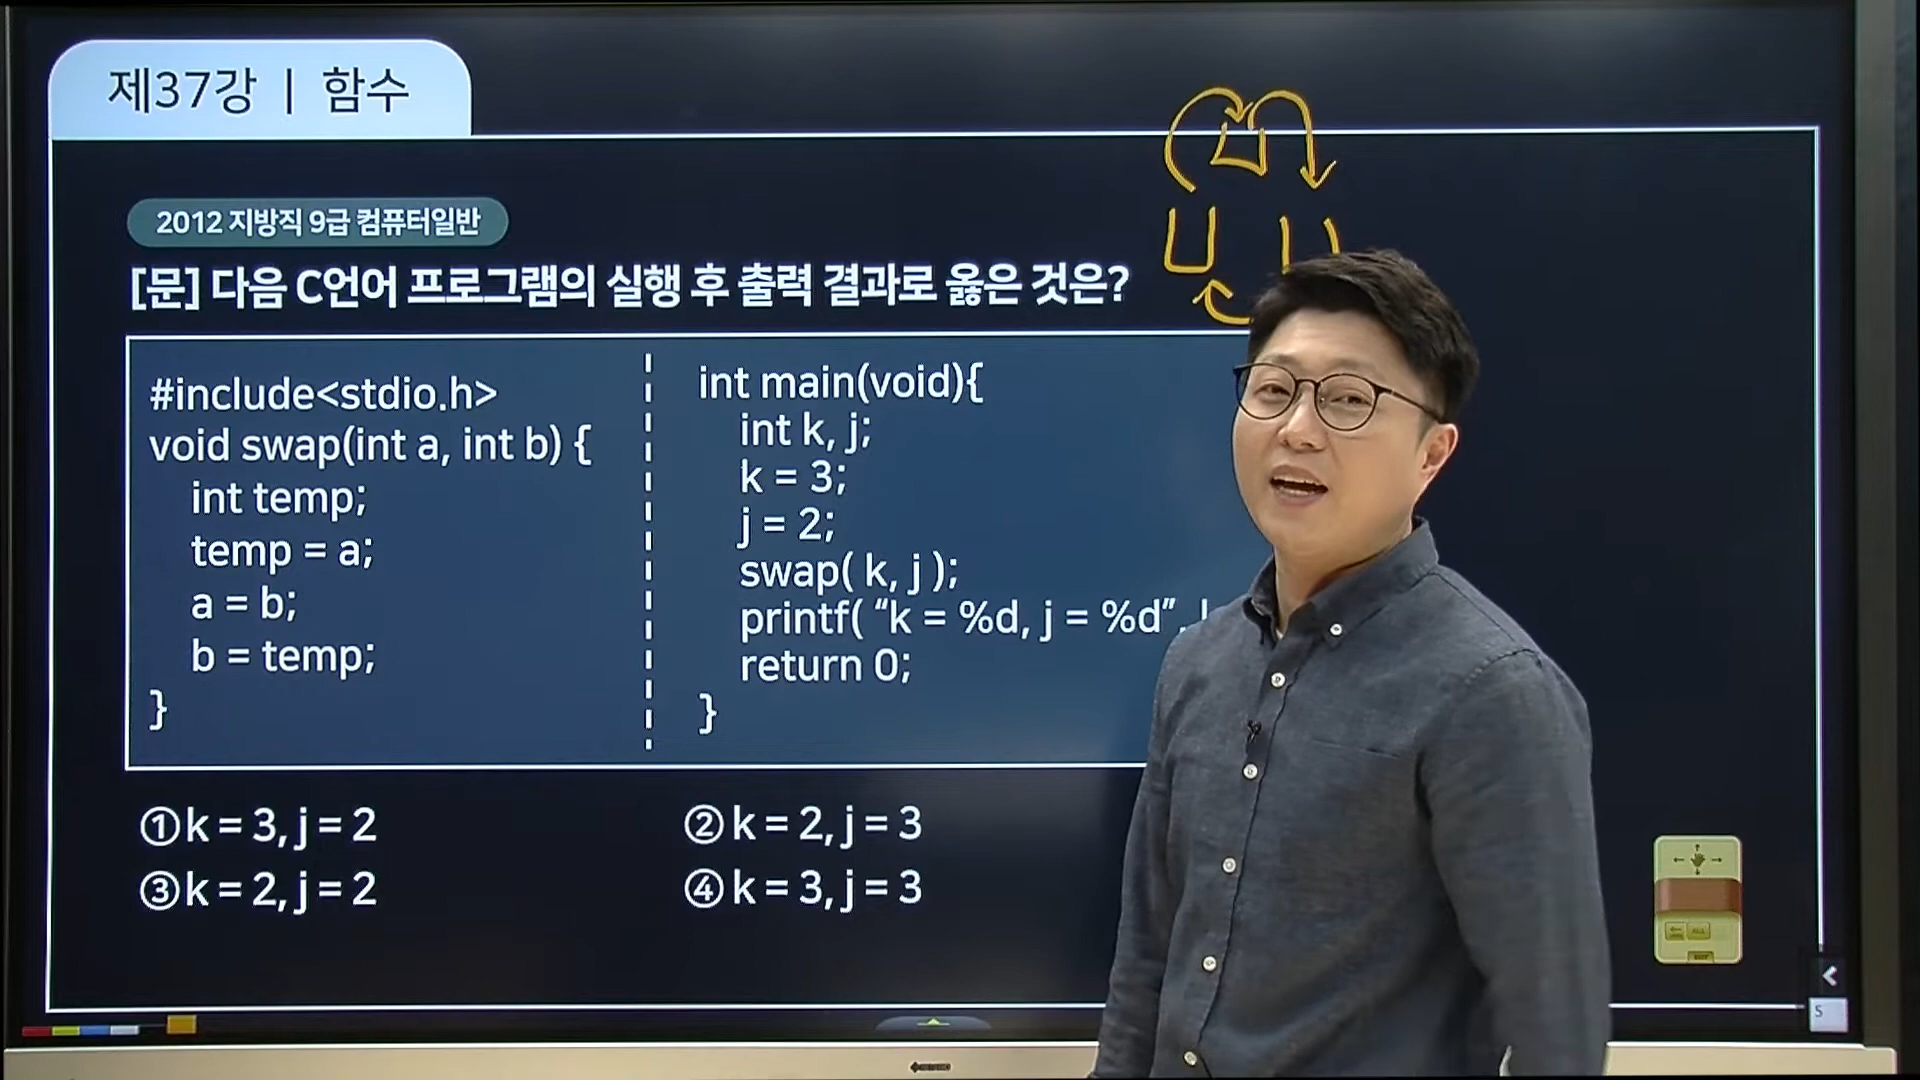 제37강 | 함수
2012 지방직 9급 컴퓨터일반
[문] 다음 C언어 프로그램의 실행 후 출력 결과로 옳은 것은?
#include<stdio.h>
void swap(int a, int b) {
int temp;
temp = a;
a = b;
b = temp;
}
int main(void){
int k, j;
k = 3;
j = 2;
swap( k, j );
printf( “k = %d, j = %d”,
return 0;
}
①k = 3, j = 2
②k = 2, j = 3
③k = 2, j = 2
④k = 3, j = 3
ALL
5